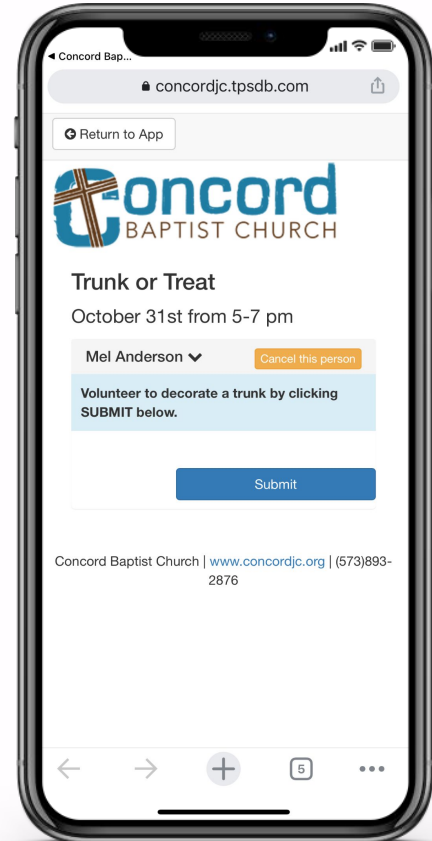 ◀ Concord Bap...
concordjc.tpsdb.com
Return to App
Concord
BAPTIST CHURCH
Trunk or Treat
October 31st from 5-7 pm
Mel Anderson
Cancel this person
Volunteer to decorate a trunk by clicking
SUBMIT below.
Submit
Concord Baptist Church | www.concordjc.org | (573)893-
2876
5